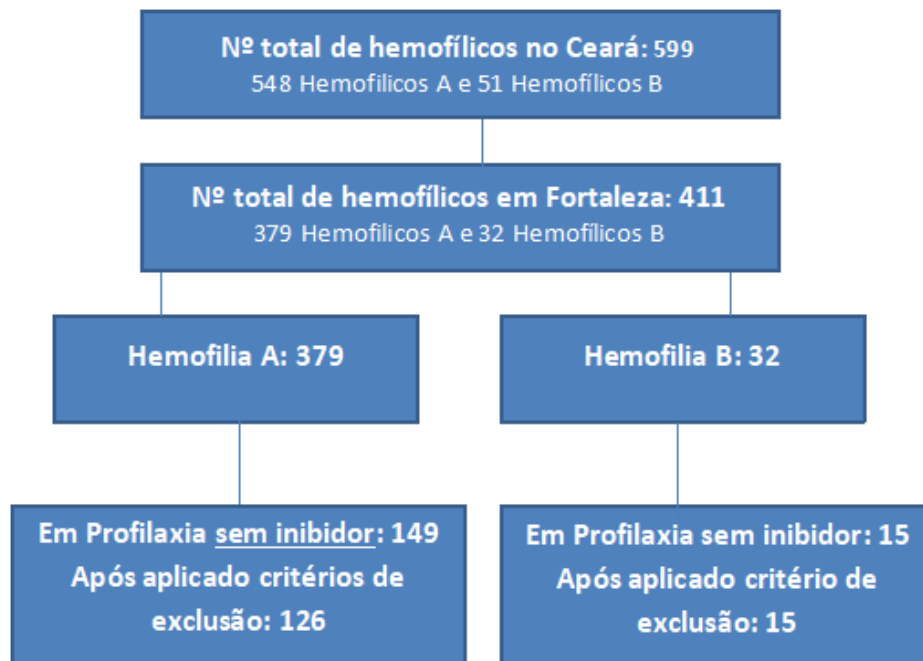 Nº total de hemofílicos no Ceará: 599
548 Hemofilicos A e 51 Hemofílicos B
Nº total de hemofílicos em Fortaleza: 411
379 Hemofilicos A e 32 Hemofílicos B
Hemofilia A: 379
Hemofilia B: 32
Em Profilaxia sem inibidor: 149
Após aplicado critérios de
exclusão: 126
Em Profilaxia sem inibidor: 15
Após aplicado critério de
exclusão: 15